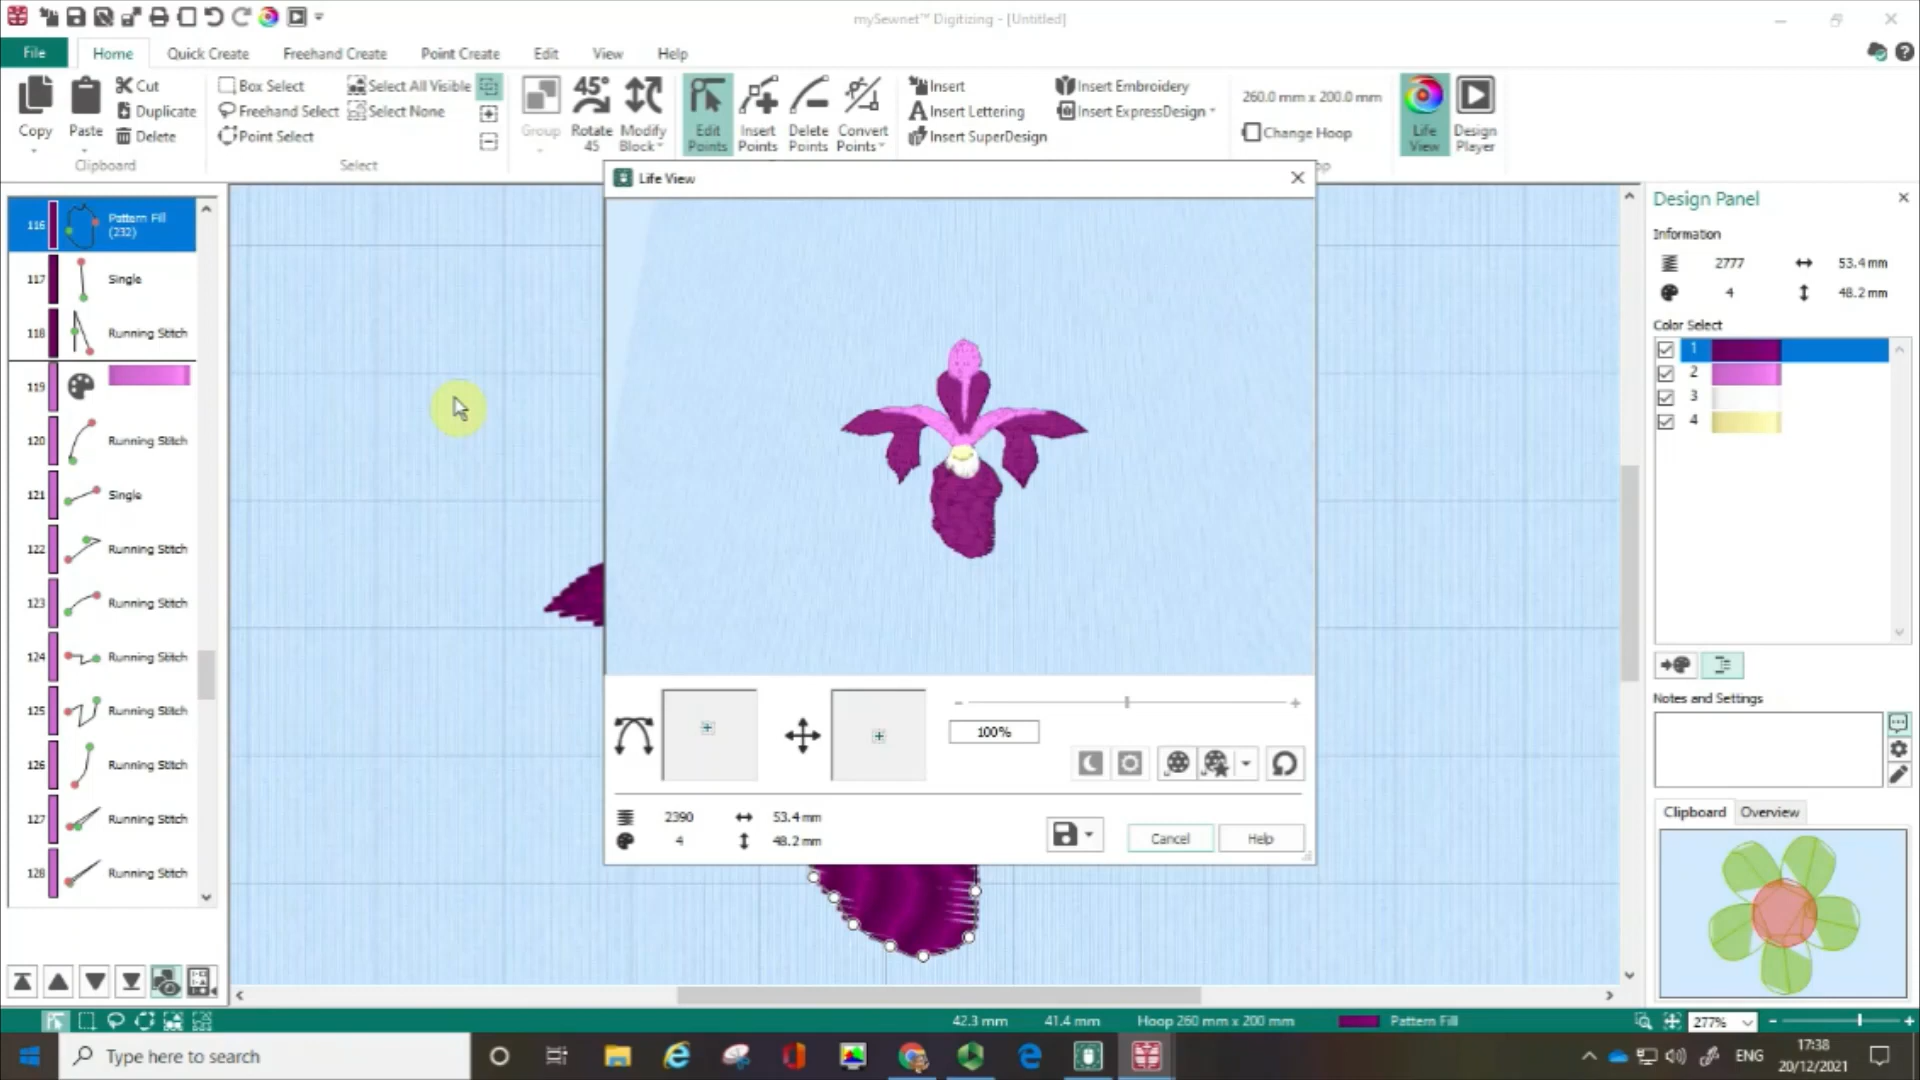 mySewnet™ Digitizing - [Untitled]
File Home Quick Create Freehand Create Point Create Edit View Help
Copy Paste Cut Duplicate Delete
Clipboard
Box Select Select All Visible
Freehand Select Select None
Point Select
Select
Group Rotate 45 Modify Block
Edit Points Insert Points Delete Points Convert Points
Insert Insert Embroidery
Insert Lettering Insert ExpressDesign
Insert SuperDesign
260.0 mm x 200.0 mm
Change Hoop
Life View Design Player
116 Pattern Fill (232)
117 Single
118 Running Stitch
119
120 Running Stitch
121 Single
122 Running Stitch
123 Running Stitch
124 Running Stitch
125 Running Stitch
126 Running Stitch
127 Running Stitch
128 Running Stitch
Life View
100%
2390 53.4 mm
4 48.2 mm
Cancel Help
Design Panel
Information
2777 53.4 mm
4 48.2 mm
Color Select
1
2
3
4
Notes and Settings
Clipboard Overview
42.3 mm 41.4 mm Hoop 260 mm x 200 mm Pattern Fill 277%
Type here to search
ENG 17:38
20/12/2021